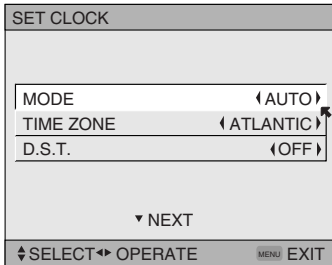 SET CLOCK
MODE AUTO
TIME ZONE ATLANTIC
D.S.T. OFF
NEXT
SELECT OPERATE MENU EXIT